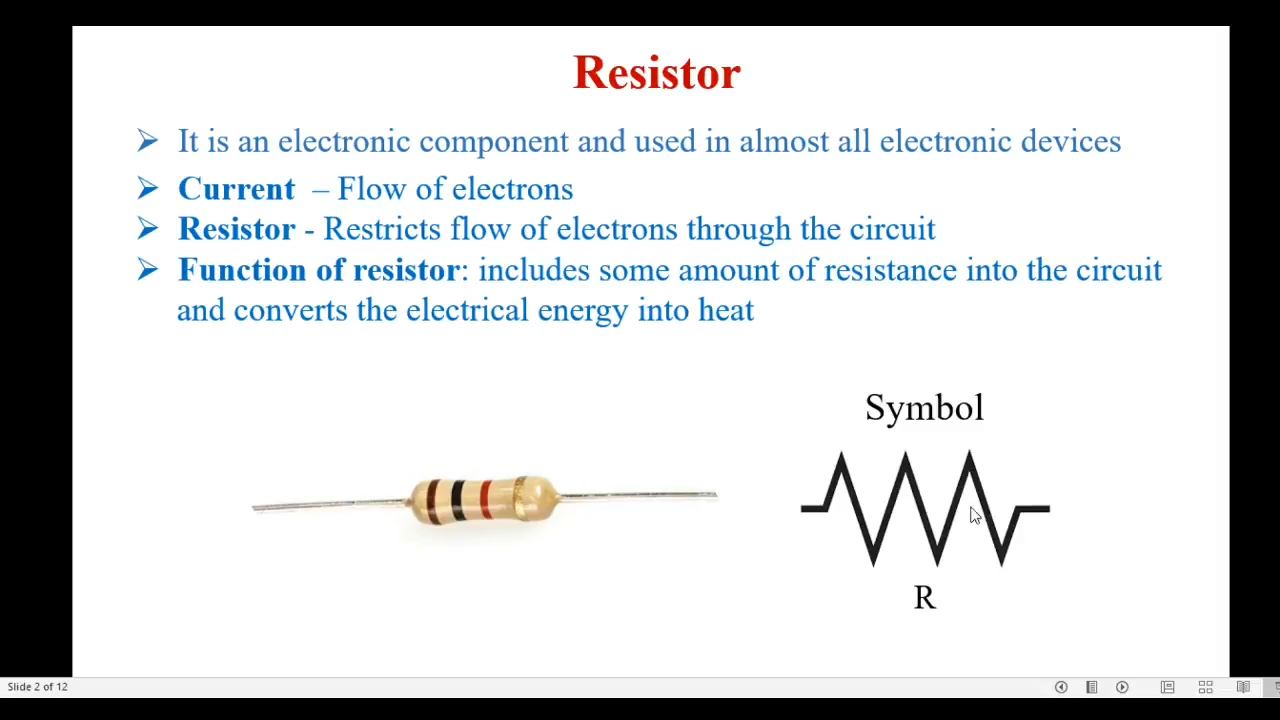 Resistor
It is an electronic component and used in almost all electronic devices
Current – Flow of electrons
Resistor - Restricts flow of electrons through the circuit
Function of resistor: includes some amount of resistance into the circuit
and converts the electrical energy into heat
Symbol
R
Slide 2 of 12